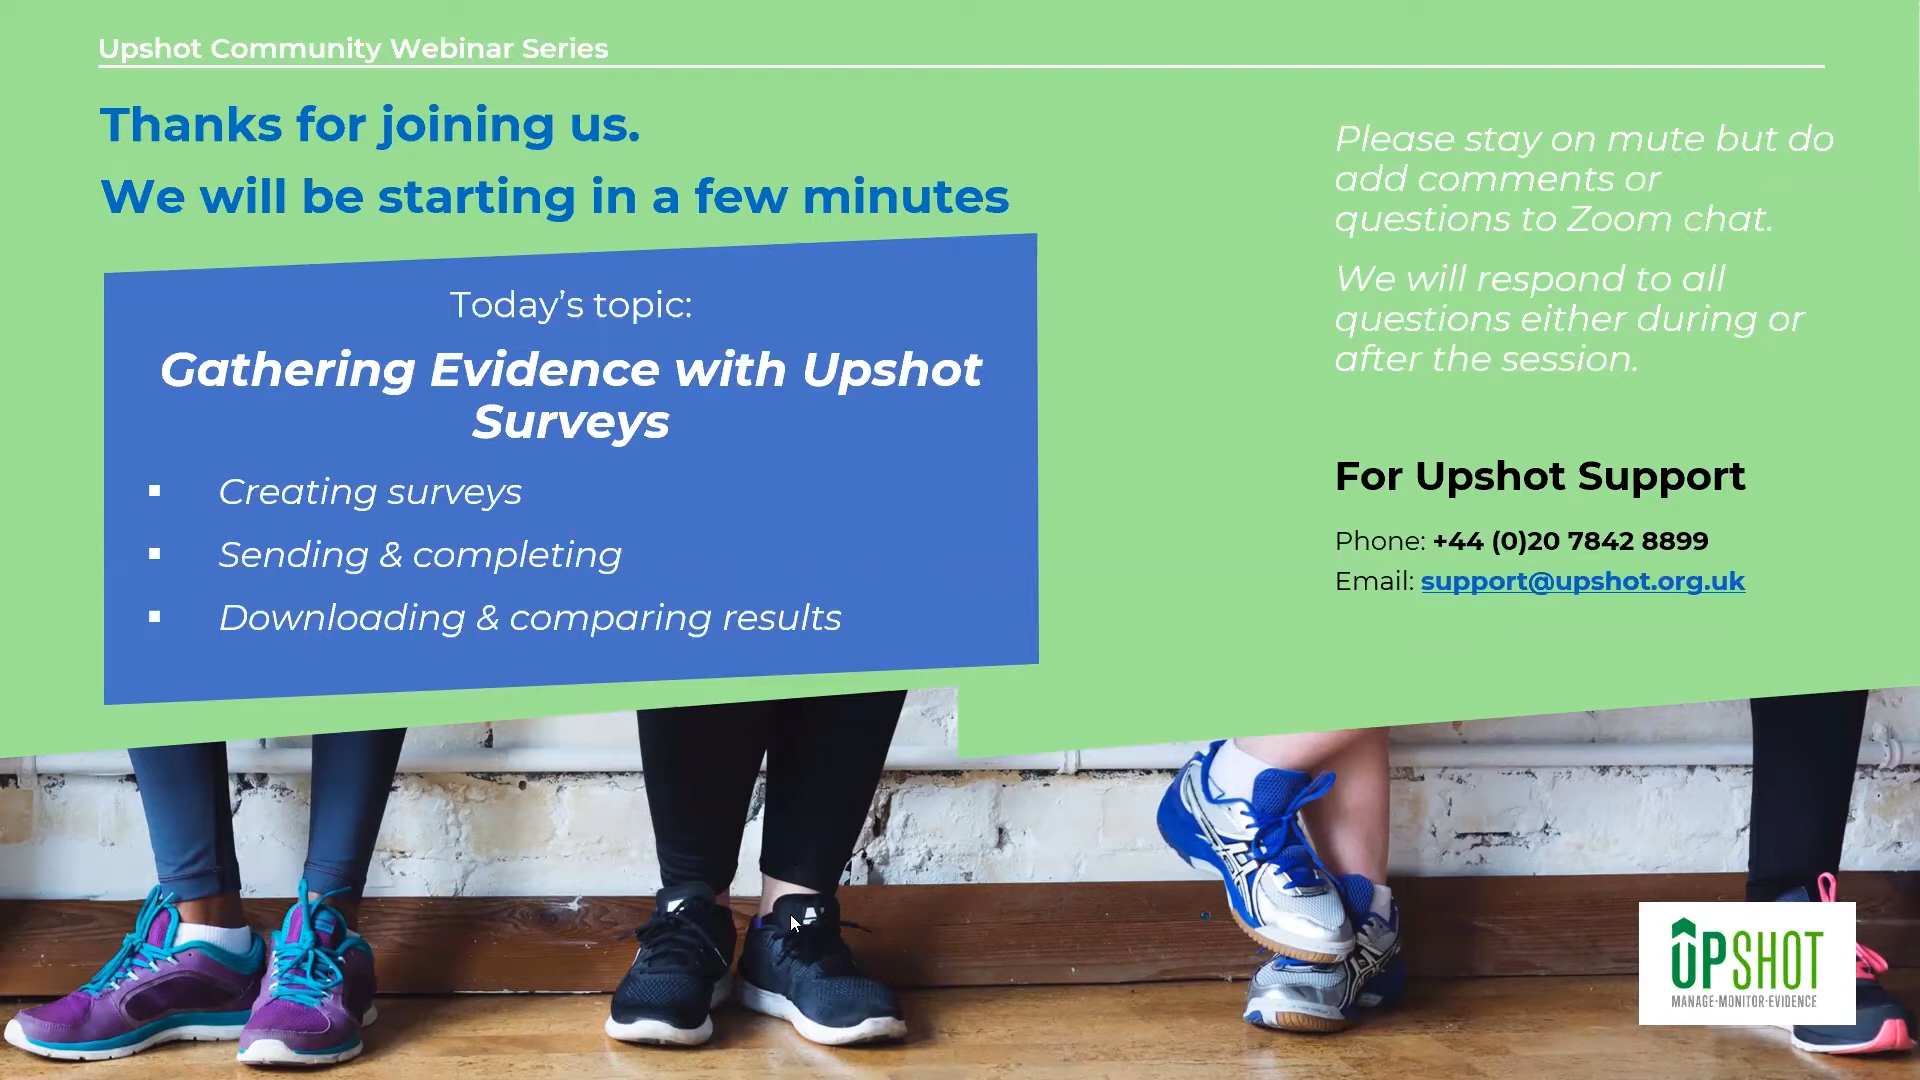 Upshot Community Webinar Series
Thanks for joining us.
We will be starting in a few minutes
Today’s topic:
Gathering Evidence with Upshot
Surveys
▪ Creating surveys
▪ Sending & completing
▪ Downloading & comparing results
Please stay on mute but do
add comments or
questions to Zoom chat.
We will respond to all
questions either during or
after the session.
For Upshot Support
Phone: +44 (0)20 7842 8899
Email: support@upshot.org.uk
UPSHOT
MANAGE·MONITOR·EVIDENCE